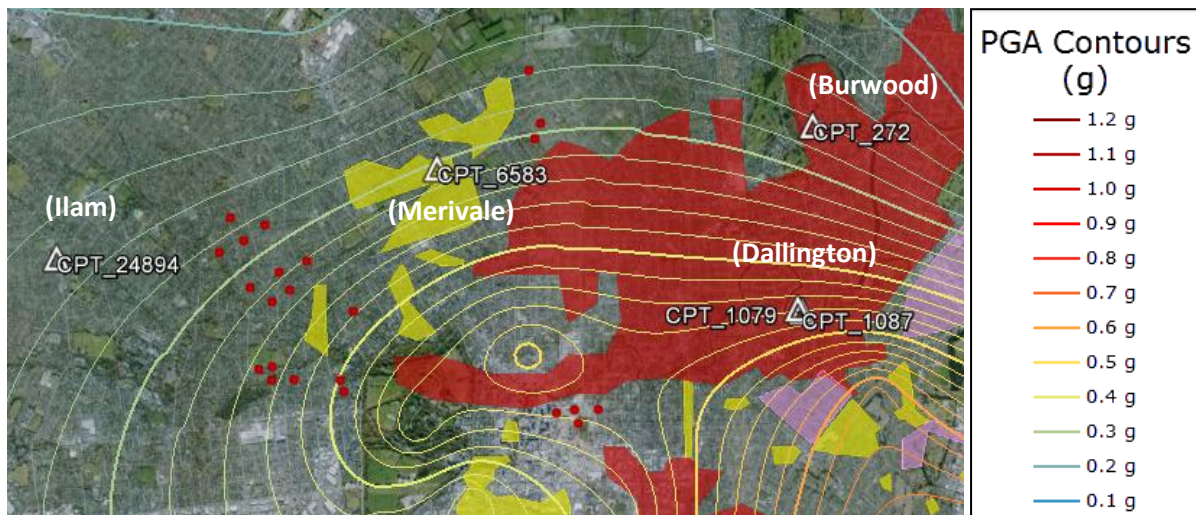 (Burwood)
CPT_272
CPT_6583
(Ilam)
(Merivale)
CPT_24894
(Dallington)
CPT_1079
CPT_1087
PGA Contours
(g)
1.2 g
1.1 g
1.0 g
0.9 g
0.8 g
0.7 g
0.6 g
0.5 g
0.4 g
0.3 g
0.2 g
0.1 g